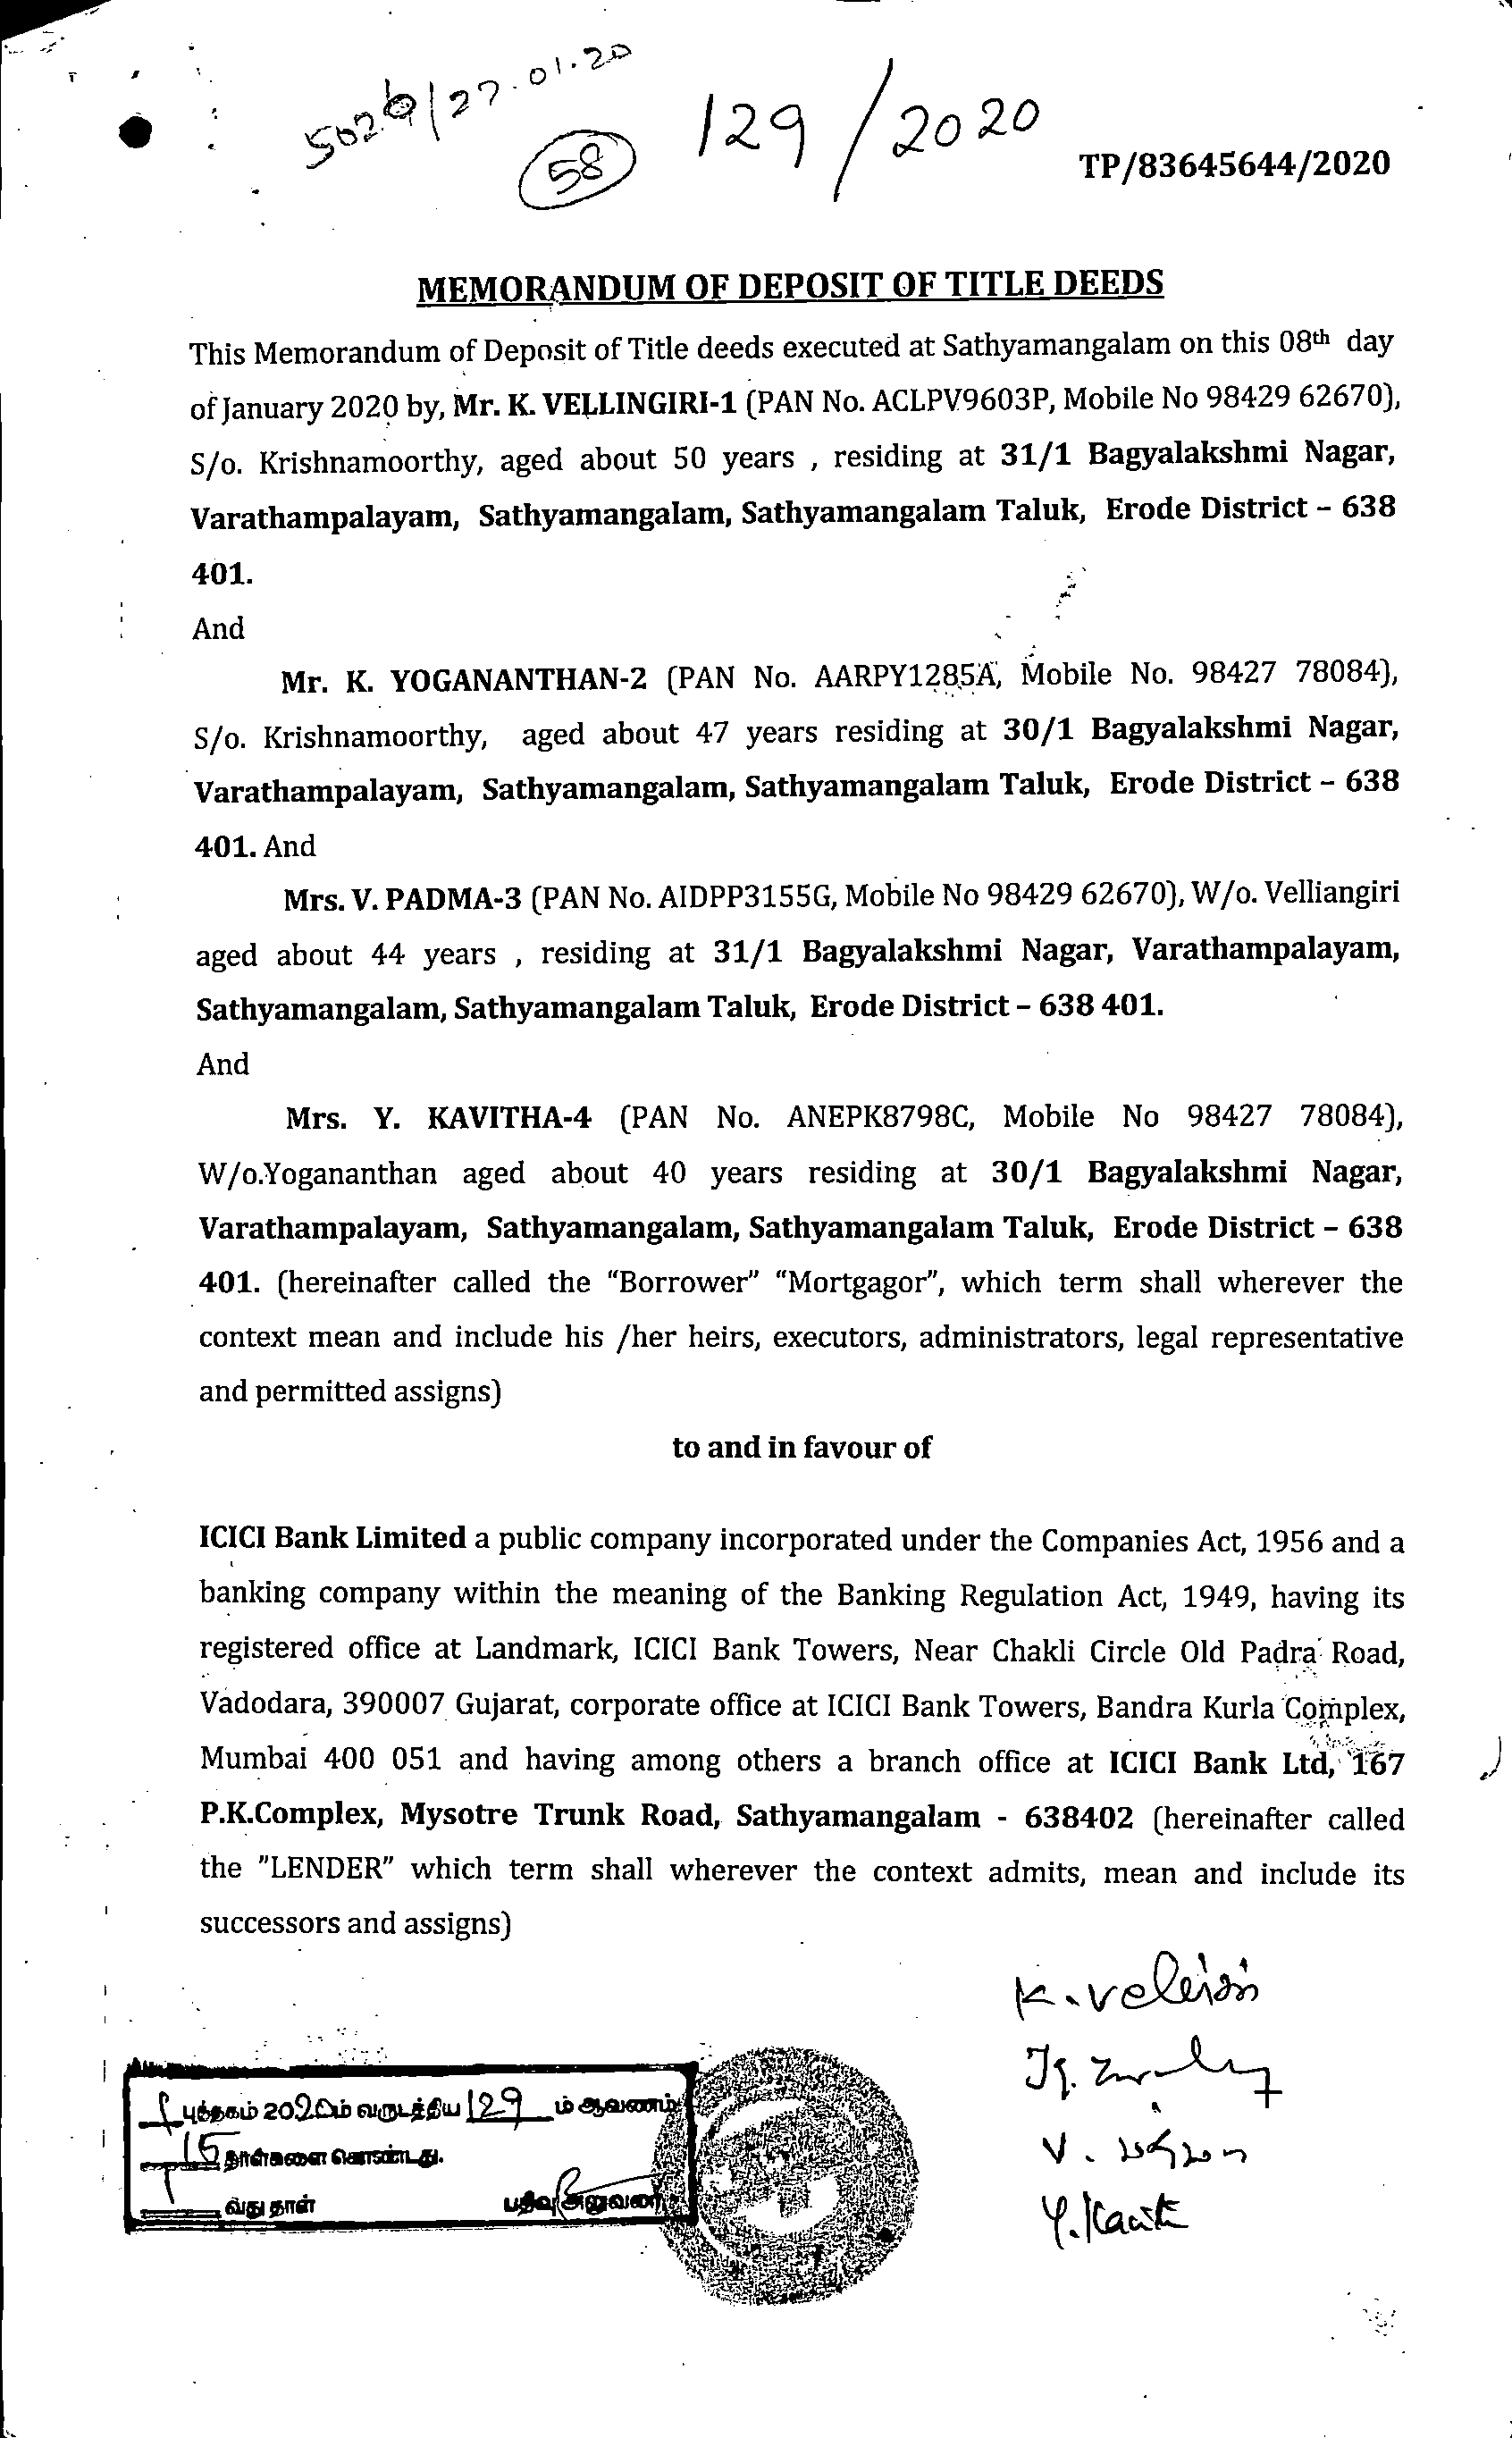 5026/27.01.20
58
129/2020
TP/83645644/2020
MEMORANDUM OF DEPOSIT OF TITLE DEEDS
This Memorandum of Deposit of Title deeds executed at Sathyamangalam on this 08th day
of January 2020 by, Mr. K. VELLINGIRI-1 (PAN No. ACLPV9603P, Mobile No 98429 62670),
S/o. Krishnamoorthy, aged about 50 years , residing at 31/1 Bagyalakshmi Nagar,
Varathampalayam, Sathyamangalam, Sathyamangalam Taluk, Erode District – 638
401.
And
Mr. K. YOGANANTHAN-2 (PAN No. AARPY1285A, Mobile No. 98427 78084),
S/o. Krishnamoorthy, aged about 47 years residing at 30/1 Bagyalakshmi Nagar,
Varathampalayam, Sathyamangalam, Sathyamangalam Taluk, Erode District – 638
401. And
Mrs. V. PADMA-3 (PAN No. AIDPP3155G, Mobile No 98429 62670), W/o. Velliangiri
aged about 44 years , residing at 31/1 Bagyalakshmi Nagar, Varathampalayam,
Sathyamangalam, Sathyamangalam Taluk, Erode District – 638 401.
And
Mrs. Y. KAVITHA-4 (PAN No. ANEPK8798C, Mobile No 98427 78084),
W/o.Yogananthan aged about 40 years residing at 30/1 Bagyalakshmi Nagar,
Varathampalayam, Sathyamangalam, Sathyamangalam Taluk, Erode District – 638
401. (hereinafter called the “Borrower” “Mortgagor”, which term shall wherever the
context mean and include his /her heirs, executors, administrators, legal representative
and permitted assigns)
to and in favour of
ICICI Bank Limited a public company incorporated under the Companies Act, 1956 and a
banking company within the meaning of the Banking Regulation Act, 1949, having its
registered office at Landmark, ICICI Bank Towers, Near Chakli Circle Old Padra Road,
Vadodara, 390007 Gujarat, corporate office at ICICI Bank Towers, Bandra Kurla Complex,
Mumbai 400 051 and having among others a branch office at ICICI Bank Ltd, 167
P.K.Complex, Mysotre Trunk Road, Sathyamangalam - 638402 (hereinafter called
the "LENDER" which term shall wherever the context admits, mean and include its
successors and assigns)
புத்தகம் 2020ம் வருடத்திய 129 ம் ஆவணம்
15 தாள்களை கொண்டது.
1 வது தாள் பதிவு அலுவலர்
V. பத்மா